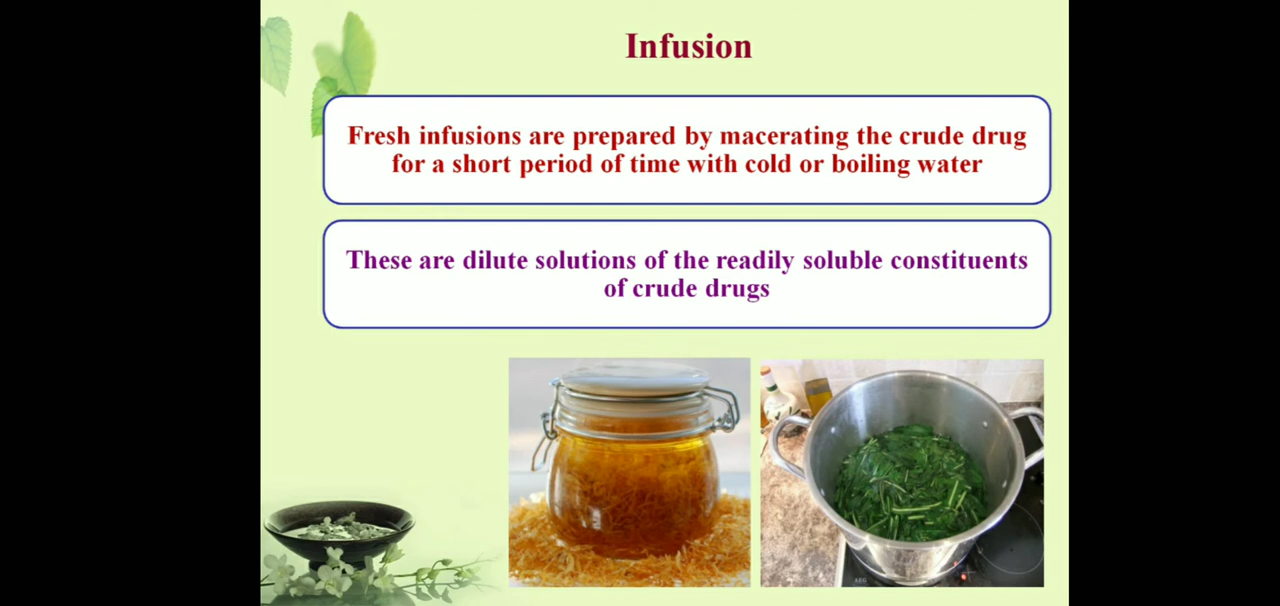 Infusion
Fresh infusions are prepared by macerating the crude drug
for a short period of time with cold or boiling water
These are dilute solutions of the readily soluble constituents
of crude drugs
AEG